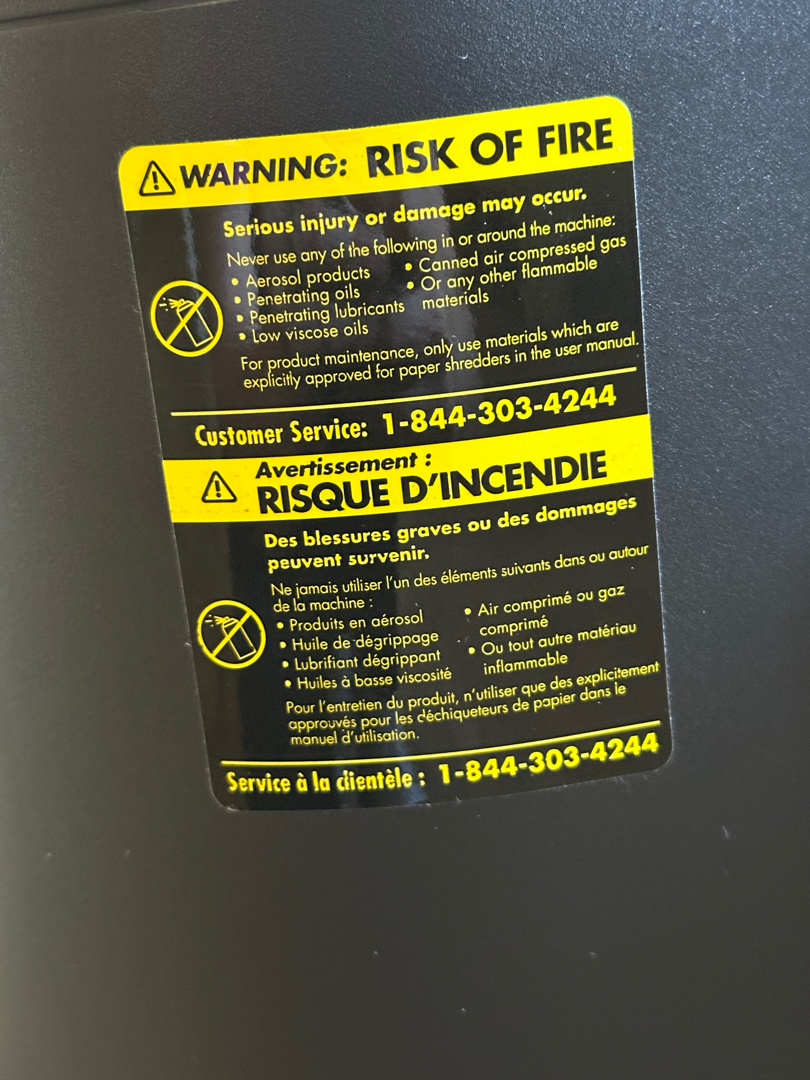 WARNING: RISK OF FIRE
Serious injury or damage may occur.
Never use any of the following in or around the machine:
• Aerosol products
• Penetrating oils
• Penetrating lubricants
• Low viscose oils
• Canned air compressed gas
• Or any other flammable
materials
For product maintenance, only use materials which are
explicitly approved for paper shredders in the user manual.
Customer Service: 1-844-303-4244
Avertissement :
RISQUE D'INCENDIE
Des blessures graves ou des dommages
peuvent survenir.
Ne jamais utiliser l'un des éléments suivants dans ou autour
de la machine :
• Produits en aérosol
• Huile de dégrippage
• Lubrifiant dégrippant
• Huiles à basse viscosité
• Air comprimé ou gaz
comprimé
• Ou tout autre matériau
inflammable
Pour l'entretien du produit, n'utiliser que des explicitement
approuvés pour les déchiqueteurs de papier dans le
manuel d'utilisation.
Service à la clientèle : 1-844-303-4244